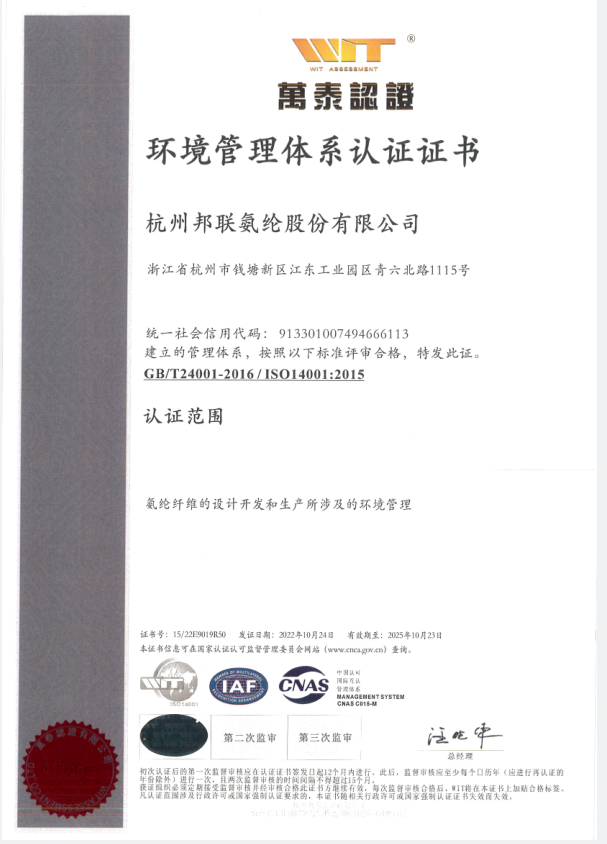 WIT ®
WIT ASSESSMENT
萬泰認證
环境管理体系认证证书
杭州邦联氨纶股份有限公司
浙江省杭州市钱塘新区江东工业园区青六北路1115号
统一社会信用代码: 913301007494666113
建立的管理体系，按照以下标准评审合格，特发此证。
GB/T24001-2016 / ISO14001:2015
认证范围
氨纶纤维的设计开发和生产所涉及的环境管理
证书号: 15/22E9019R50 发证日期: 2022年10月24日 有效期至: 2025年10月23日
本证书信息可在国家认证认可监督管理委员会网站 (www.cnca.gov.cn) 查询。
WIT
ISO14001
MEMBER OF MULTILATERAL
IAF
RECOGNITION ARRANGEMENT
CNAS
中国认可
国际互认
管理体系
MANAGEMENT SYSTEM
CNAS C015-M
第二次监审
第三次监审
总经理
初次认证后的第一次监督审核应在认证证书签发日起12个月内进行。此后，监督审核应至少每个日历年（应进行再认证的
年份除外）进行一次，且两次监督审核的时间间隔不得超过15个月。
获证组织必须定期接受监督审核并经审核合格此证书方继续有效，每次监督审核合格后，WIT将在本证书上加贴合格标签。
凡认证范围涉及行政许可或国家强制认证要求的，本证书随相关行政许可或国家强制认证证书失效而失效。